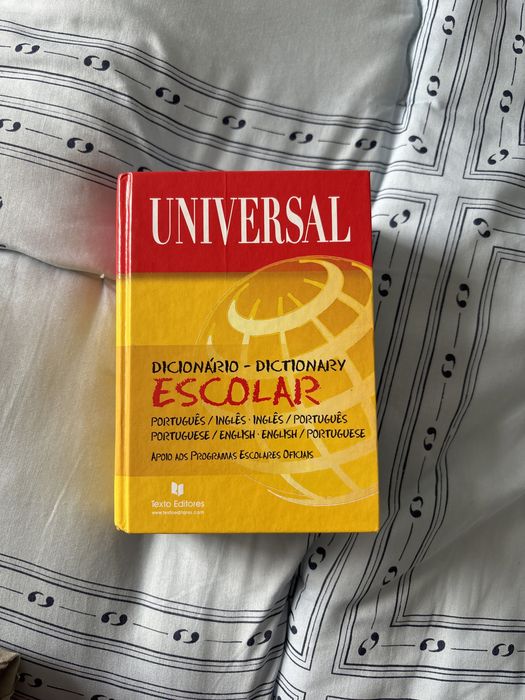 UNIVERSAL
DICIONÁRIO - DICTIONARY
ESCOLAR
PORTUGUÊS / INGLÊS · INGLÊS / PORTUGUÊS
PORTUGUESE / ENGLISH · ENGLISH / PORTUGUESE
APOIO AOS PROGRAMAS ESCOLARES OFICIAIS
Texto Editores
www.textoeditores.com